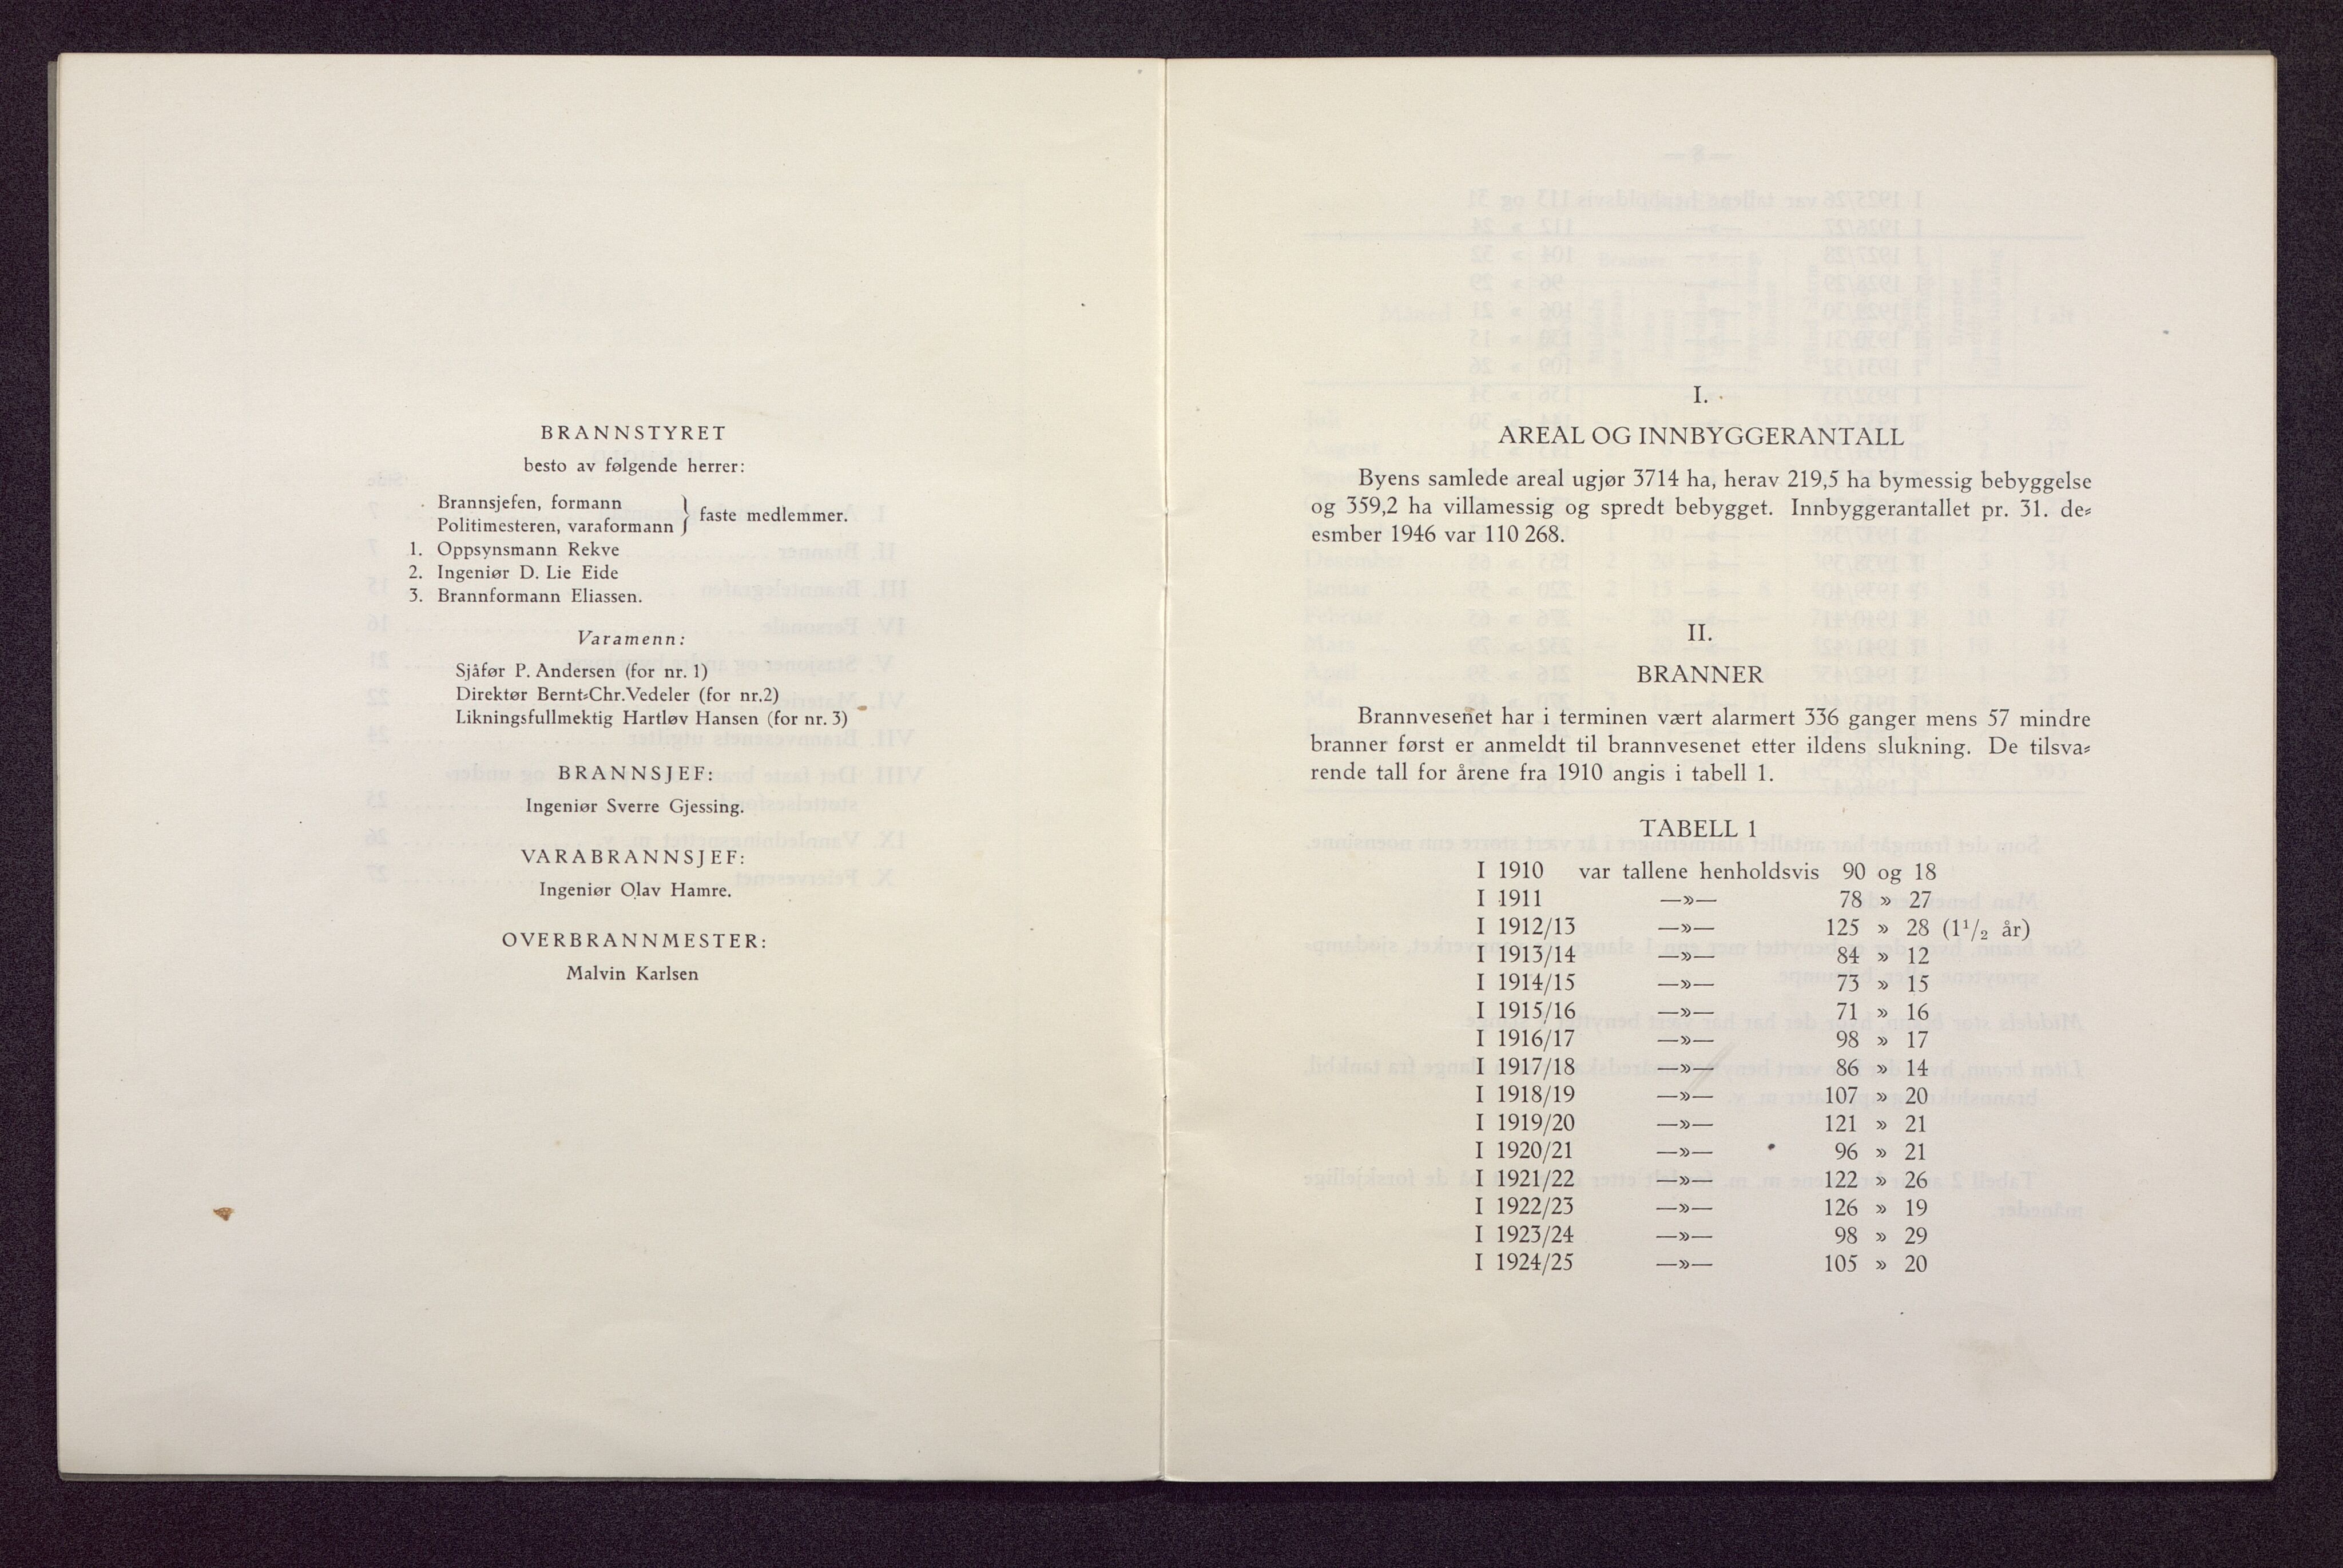 BRANNSTYRET
besto av følgende herrer:
Brannsjefen, formann
Politimesteren, varaformann } faste medlemmer.
1. Oppsynsmann Rekve
2. Ingeniør D. Lie Eide
3. Brannformann Eliassen.
Varamenn:
Sjåfør P. Andersen (for nr. 1)
Direktør Bernt-Chr. Vedeler (for nr. 2)
Likningsfullmektig Hartløv Hansen (for nr. 3)
BRANNSJEF:
Ingeniør Sverre Gjessing.
VARABRANNSJEF:
Ingeniør Olav Hamre.
OVERBRANNMESTER:
Malvin Karlsen
I.
AREAL OG INNBYGGERANTALL
Byens samlede areal ugjør 3714 ha, herav 219,5 ha bymessig bebyggelse
og 359,2 ha villamessig og spredt bebygget. Innbyggerantallet pr. 31. de-
esmber 1946 var 110 268.
II.
BRANNER
Brannvesenet har i terminen vært alarmert 336 ganger mens 57 mindre
branner først er anmeldt til brannvesenet etter ildens slukning. De tilsva-
rende tall for årene fra 1910 angis i tabell 1.
TABELL 1
I 1910 var tallene henholdsvis 90 og 18
I 1911 —»— 78 » 27
I 1912/13 —»— 125 » 28 (1 1/2 år)
I 1913/14 —»— 84 » 12
I 1914/15 —»— 73 » 15
I 1915/16 —»— 71 » 16
I 1916/17 —»— 98 » 17
I 1917/18 —»— 86 » 14
I 1918/19 —»— 107 » 20
I 1919/20 —»— 121 » 21
I 1920/21 —»— 96 » 21
I 1921/22 —»— 122 » 26
I 1922/23 —»— 126 » 19
I 1923/24 —»— 98 » 29
I 1924/25 —»— 105 » 20